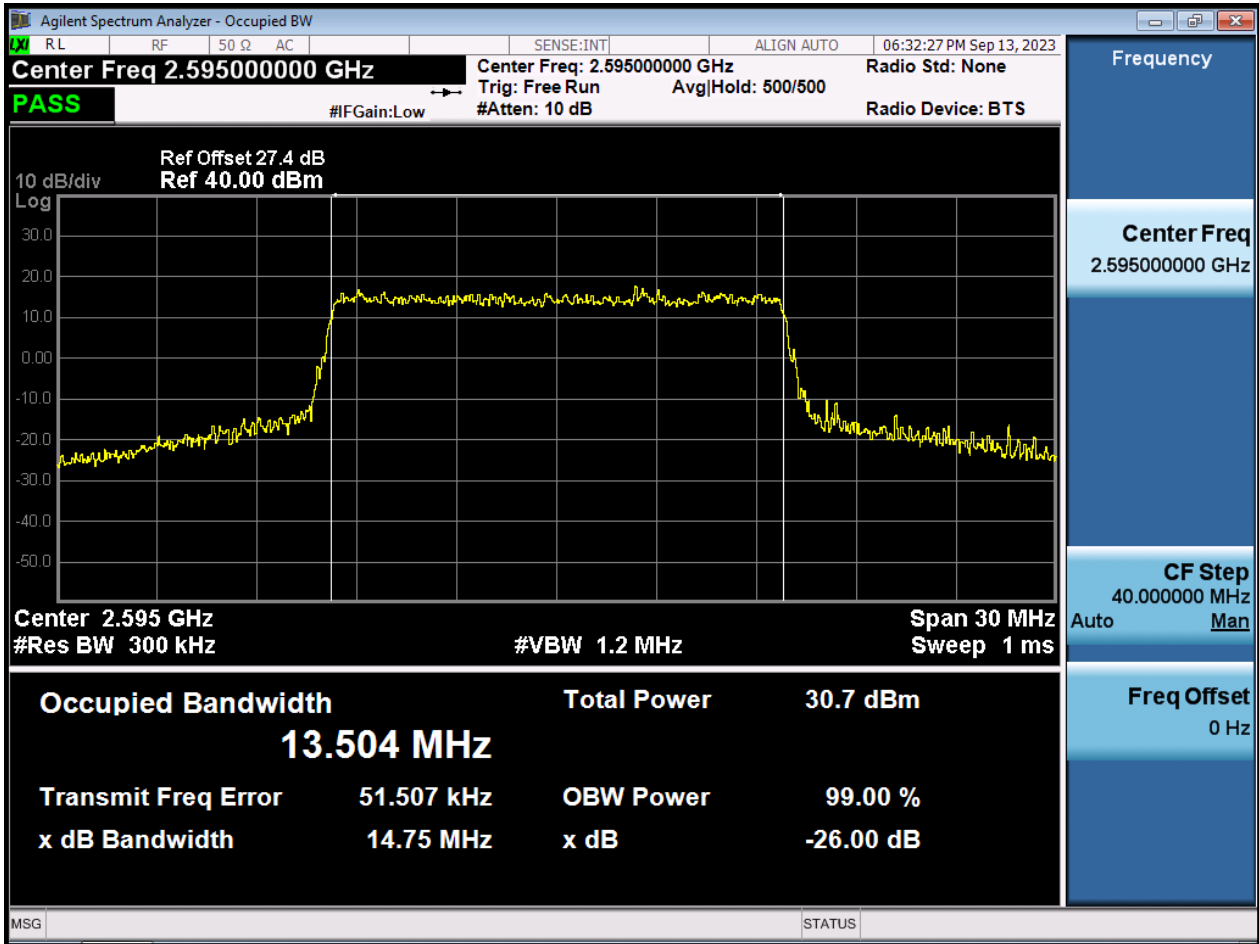 Agilent Spectrum Analyzer - Occupied BW
LXI RL RF 50 Ω AC SENSE:INT ALIGN AUTO 06:32:27 PM Sep 13, 2023
Center Freq 2.595000000 GHz
Center Freq: 2.595000000 GHz
Radio Std: None
Trig: Free Run Avg|Hold: 500/500
PASS
#IFGain:Low
#Atten: 10 dB
Radio Device: BTS
Ref Offset 27.4 dB
10 dB/div Ref 40.00 dBm
Log
30.0
20.0
10.0
0.00
-10.0
-20.0
-30.0
-40.0
-50.0
Center 2.595 GHz Span 30 MHz
#Res BW 300 kHz #VBW 1.2 MHz Sweep 1 ms
Occupied Bandwidth Total Power 30.7 dBm
13.504 MHz
Transmit Freq Error 51.507 kHz OBW Power 99.00 %
x dB Bandwidth 14.75 MHz x dB -26.00 dB
MSG STATUS
Frequency
Center Freq
2.595000000 GHz
CF Step
40.000000 MHz
Auto Man
Freq Offset
0 Hz